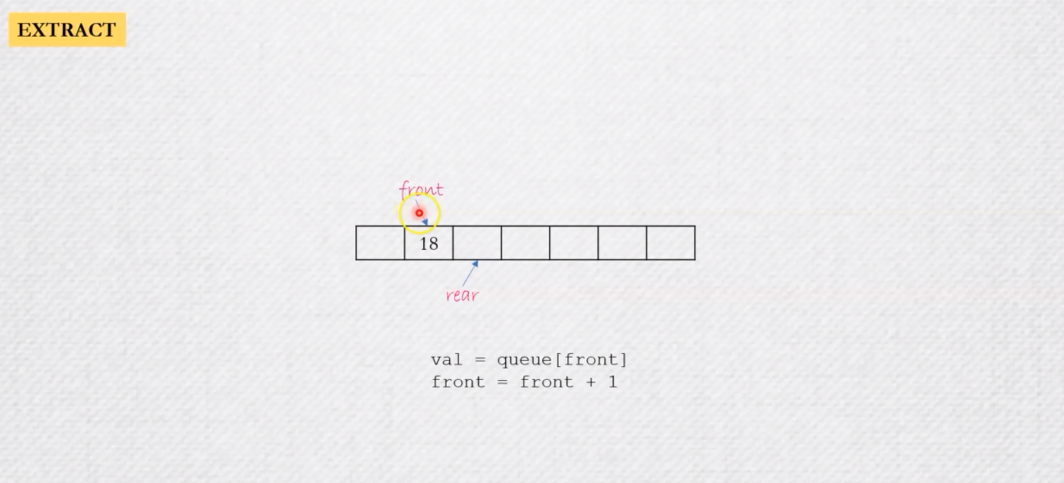 EXTRACT
front
18
rear
val = queue[front]
front = front + 1